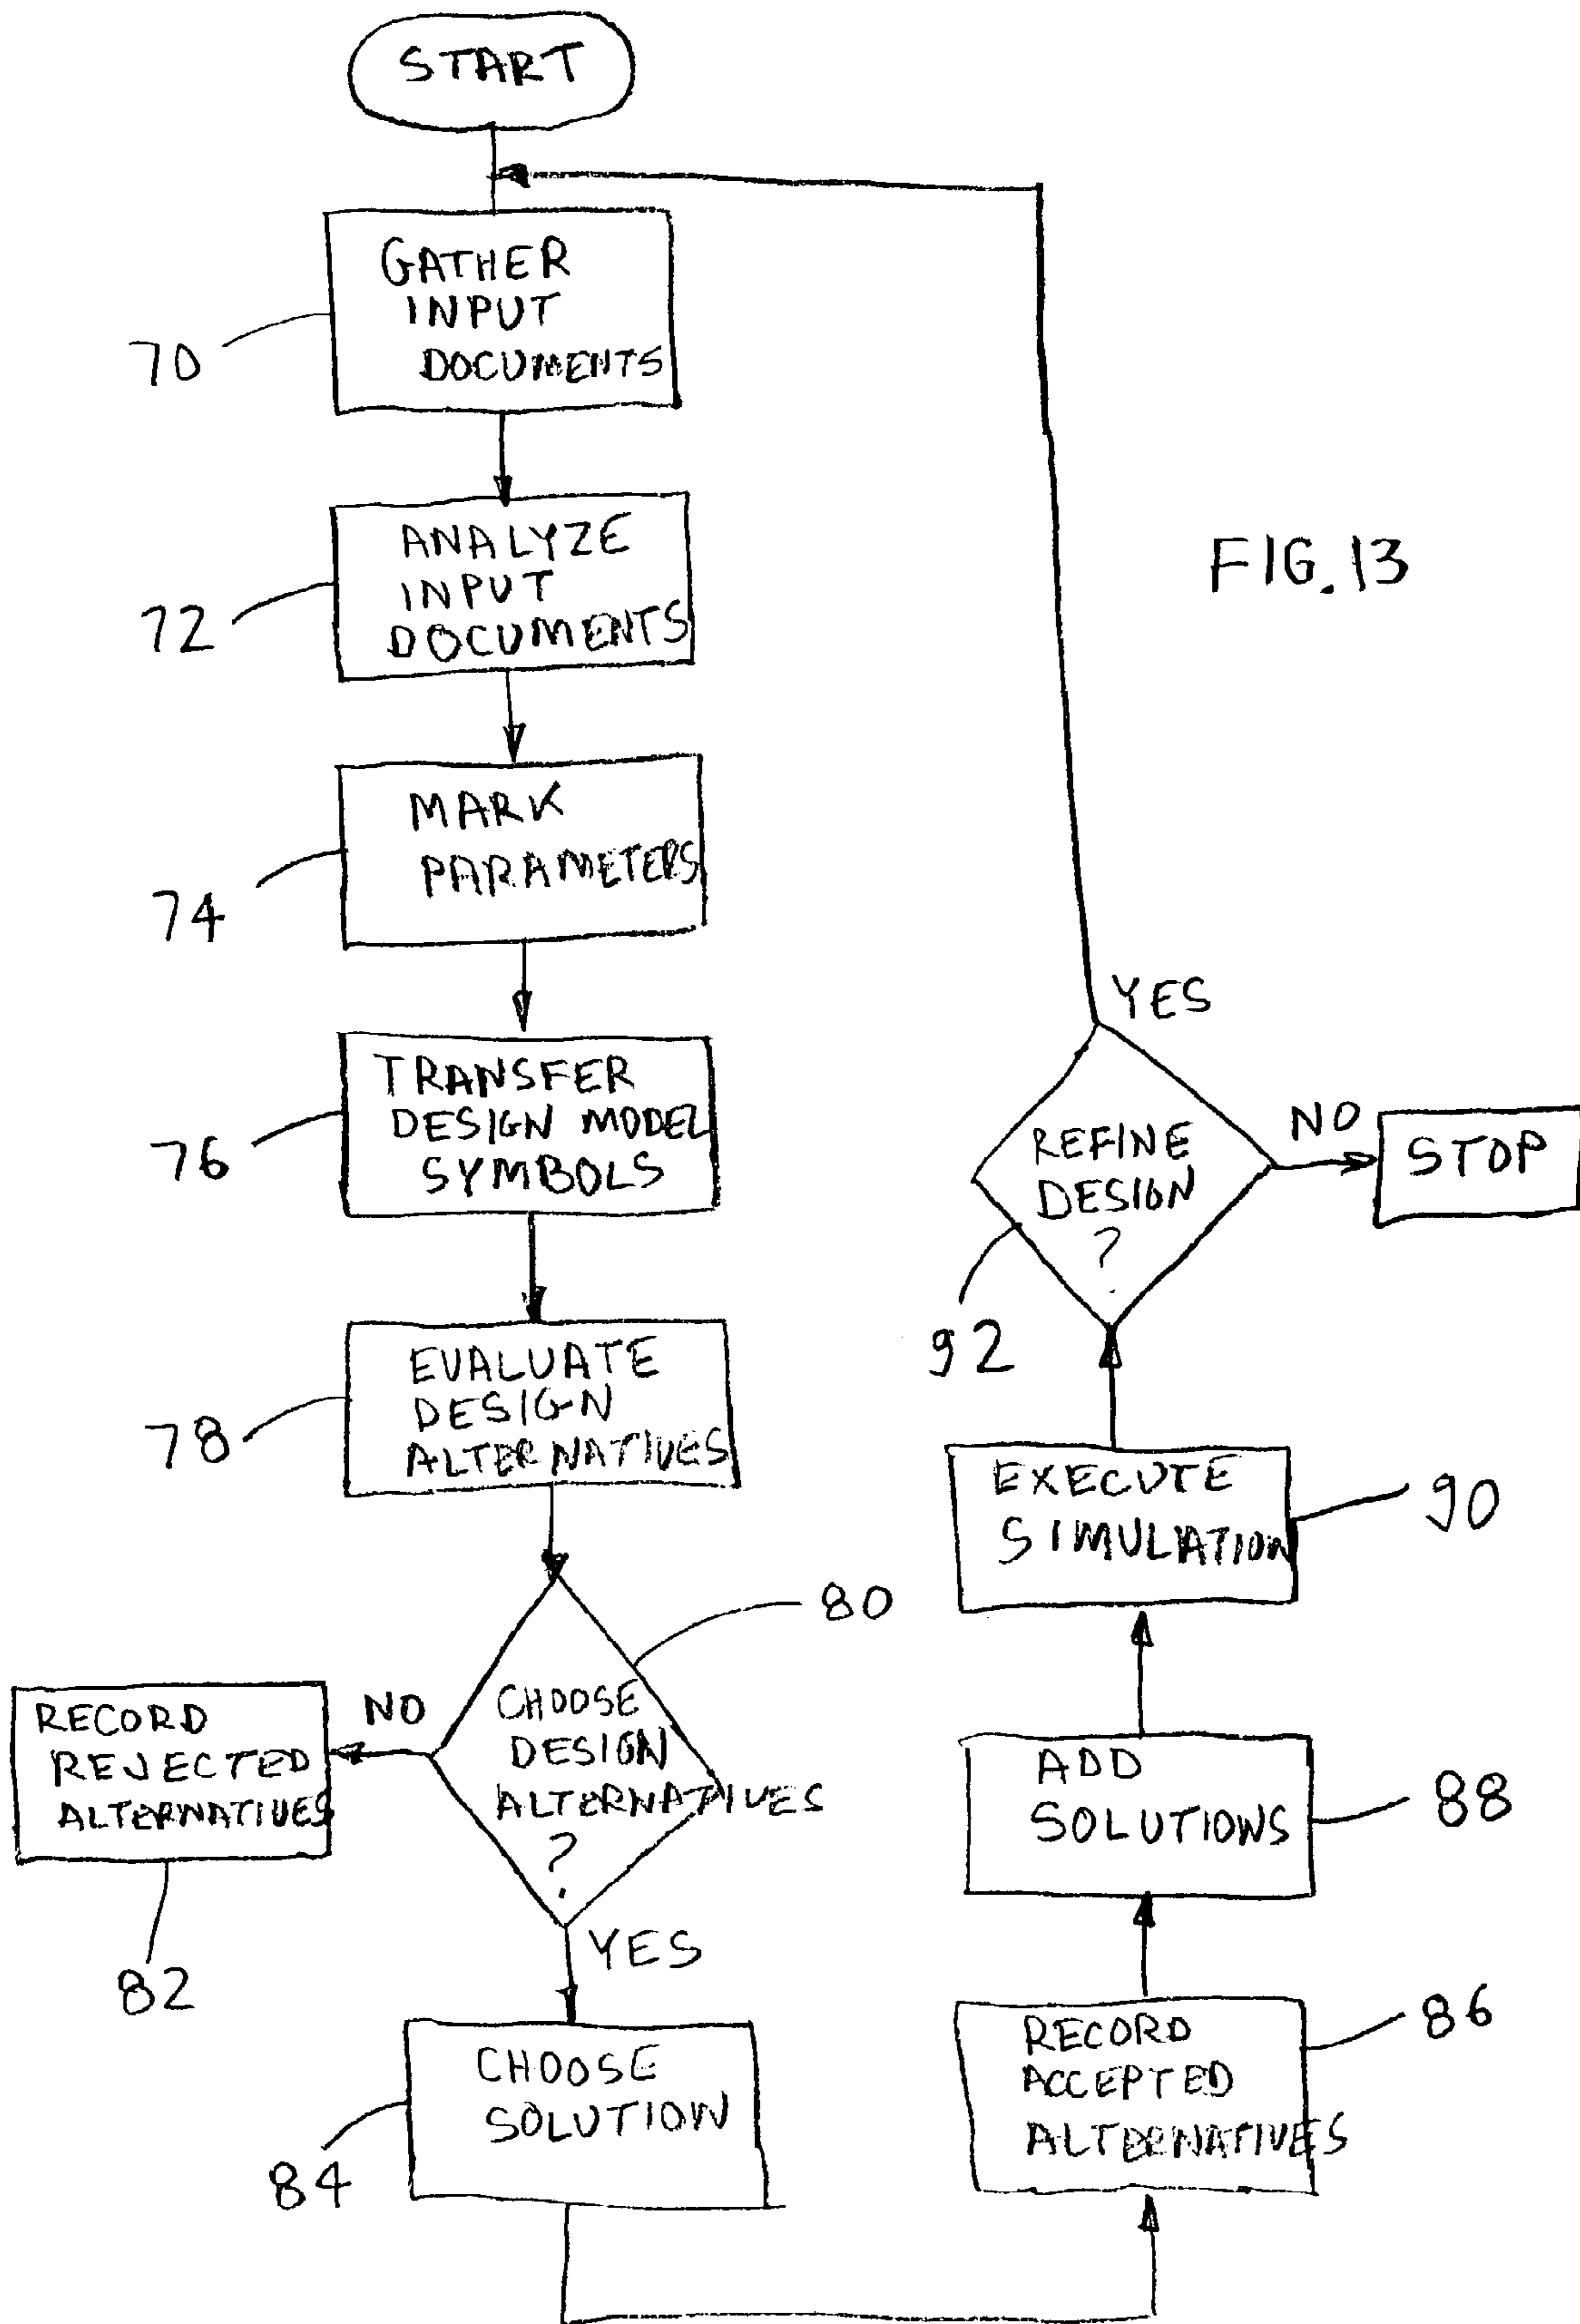 START
GATHER
INPUT
DOCUMENTS
70
ANALYZE
INPUT
DOCUMENTS
72
FIG. 13
MARK
PARAMETERS
74
TRANSFER
DESIGN MODEL
SYMBOLS
76
EVALUATE
DESIGN
ALTERNATIVES
78
CHOOSE
DESIGN
ALTERNATIVES
?
80
NO
RECORD
REJECTED
ALTERNATIVES
82
YES
CHOOSE
SOLUTION
84
RECORD
ACCEPTED
ALTERNATIVES
86
ADD
SOLUTIONS
88
EXECUTE
SIMULATION
90
REFINE
DESIGN
?
92
YES
NO
STOP